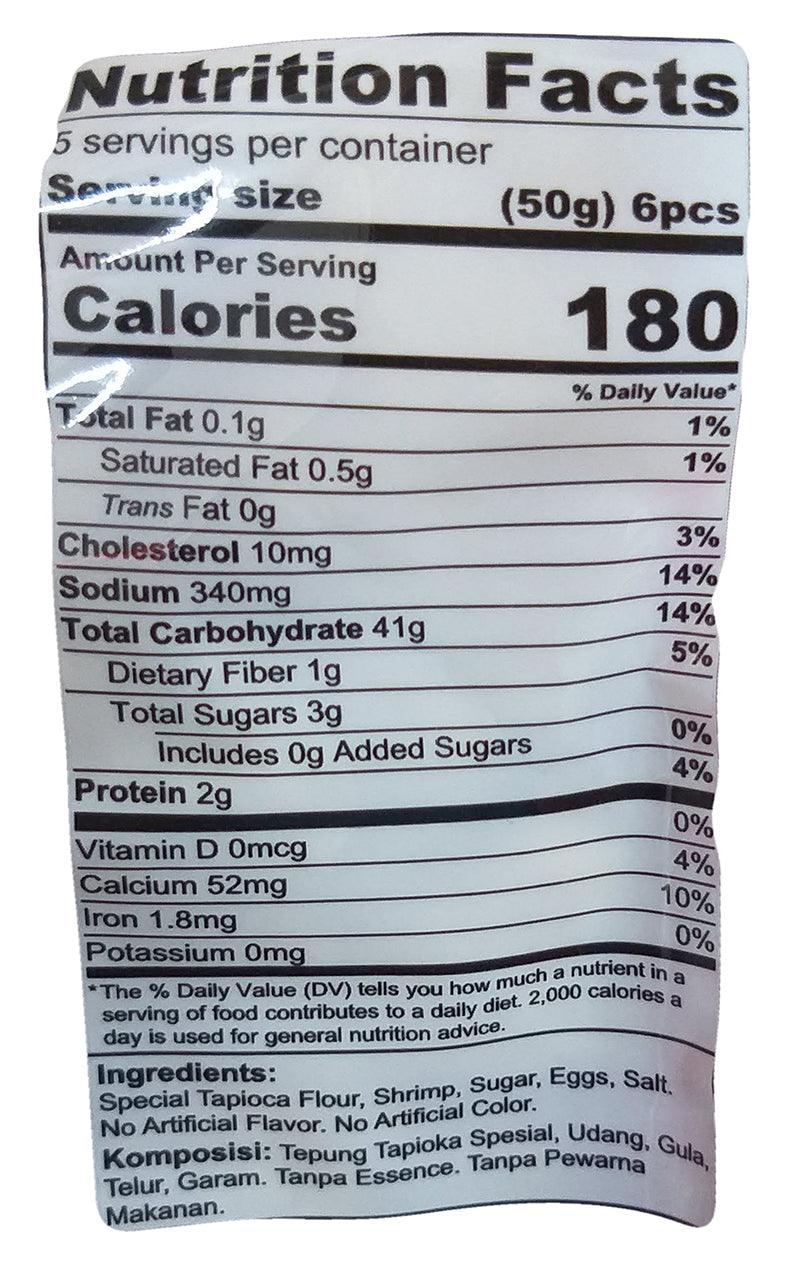 Nutrition Facts
5 servings per container
Serving size (50g) 6pcs
Amount Per Serving
Calories 180
% Daily Value*
Total Fat 0.1g 1%
Saturated Fat 0.5g 1%
Trans Fat 0g
Cholesterol 10mg 3%
Sodium 340mg 14%
Total Carbohydrate 41g 14%
Dietary Fiber 1g 5%
Total Sugars 3g
Includes 0g Added Sugars 0%
Protein 2g 4%
Vitamin D 0mcg 0%
Calcium 52mg 4%
Iron 1.8mg 10%
Potassium 0mg 0%
*The % Daily Value (DV) tells you how much a nutrient in a
serving of food contributes to a daily diet. 2,000 calories a
day is used for general nutrition advice.
Ingredients:
Special Tapioca Flour, Shrimp, Sugar, Eggs, Salt.
No Artificial Flavor. No Artificial Color.
Komposisi: Tepung Tapioka Spesial, Udang, Gula,
Telur, Garam. Tanpa Essence. Tanpa Pewarna
Makanan.